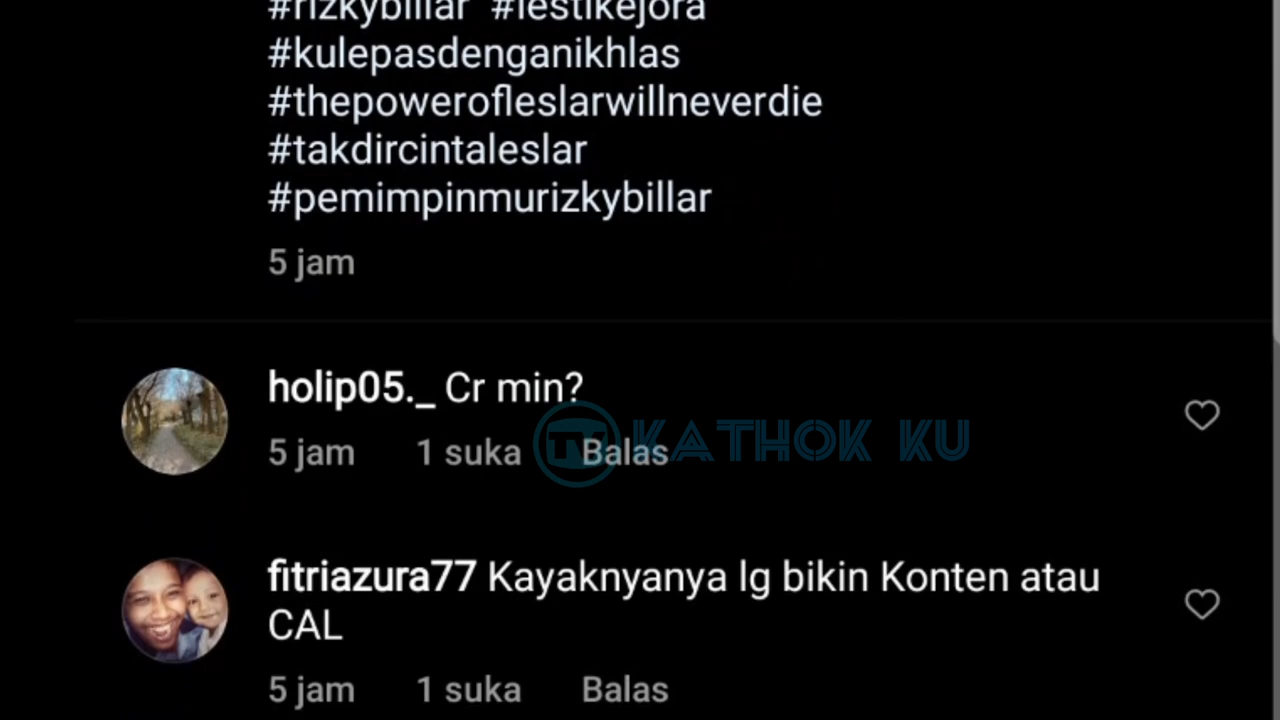 #rizkybillar #lestikejora
#kulepasdenganikhlas
#thepowerofleslarwillneverdie
#takdircintaleslar
#pemimpinmurizkybillar
5 jam
holip05._ Cr min?
5 jam 1 suka Balas
TV KATHOK KU
fitriazura77 Kayaknyanya lg bikin Konten atau
CAL
5 jam 1 suka Balas